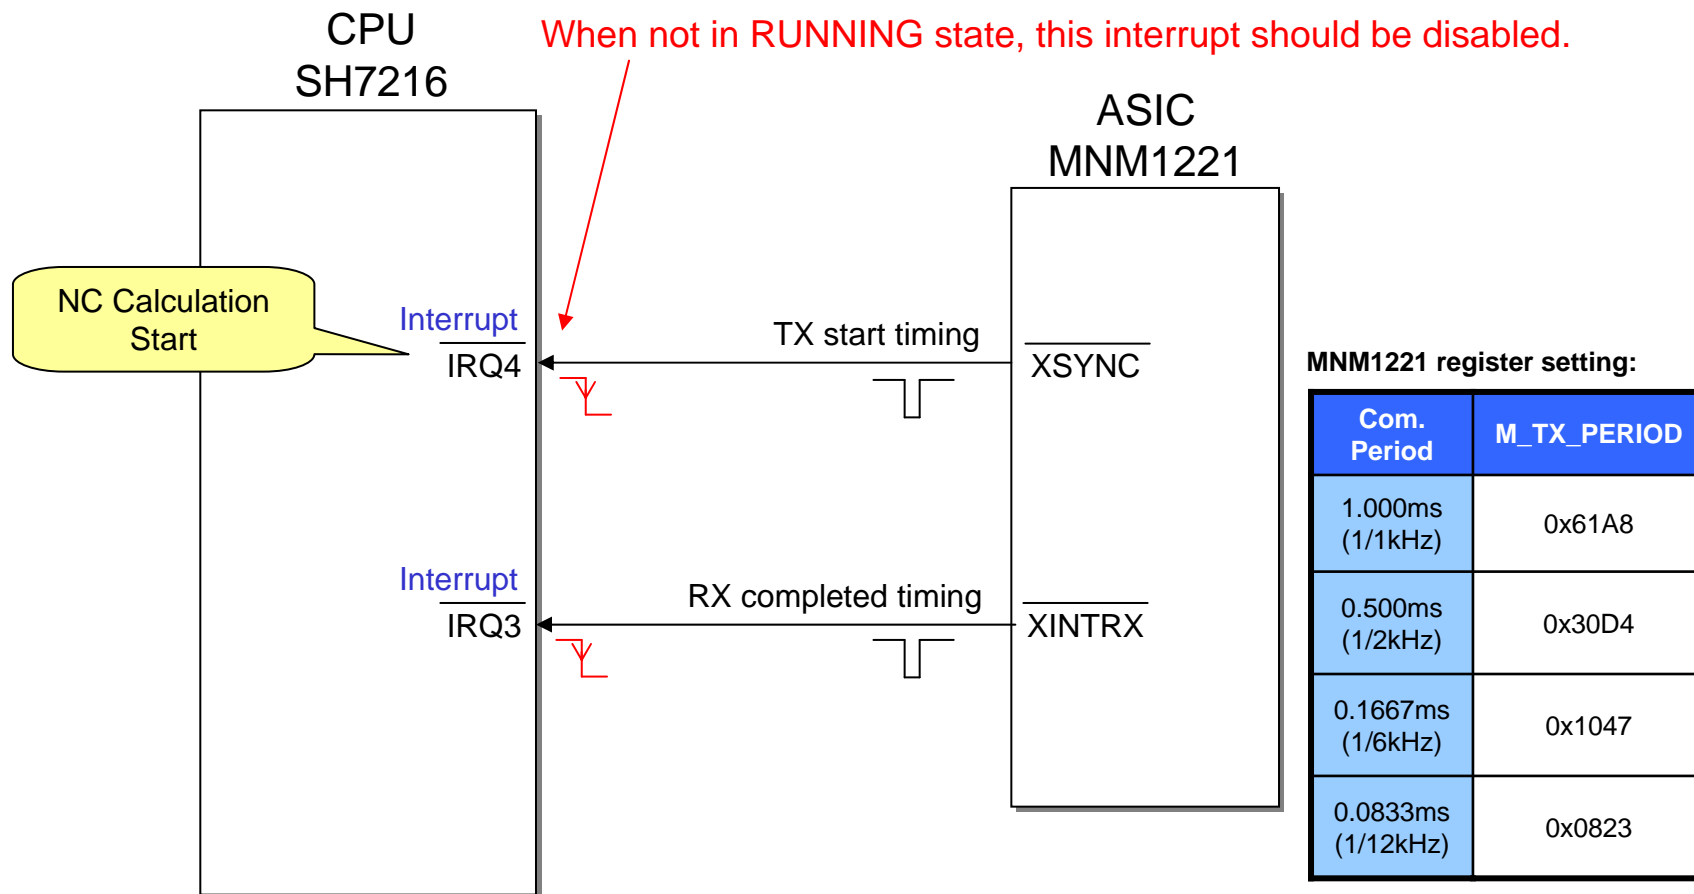 CPU
SH7216
When not in RUNNING state, this interrupt should be disabled.
ASIC
MNM1221
NC Calculation
Start
Interrupt
IRQ4
TX start timing
XSYNC
Interrupt
IRQ3
RX completed timing
XINTRX
MNM1221 register setting:
Com.
Period
M_TX_PERIOD
1.000ms
(1/1kHz)
0x61A8
0.500ms
(1/2kHz)
0x30D4
0.1667ms
(1/6kHz)
0x1047
0.0833ms
(1/12kHz)
0x0823